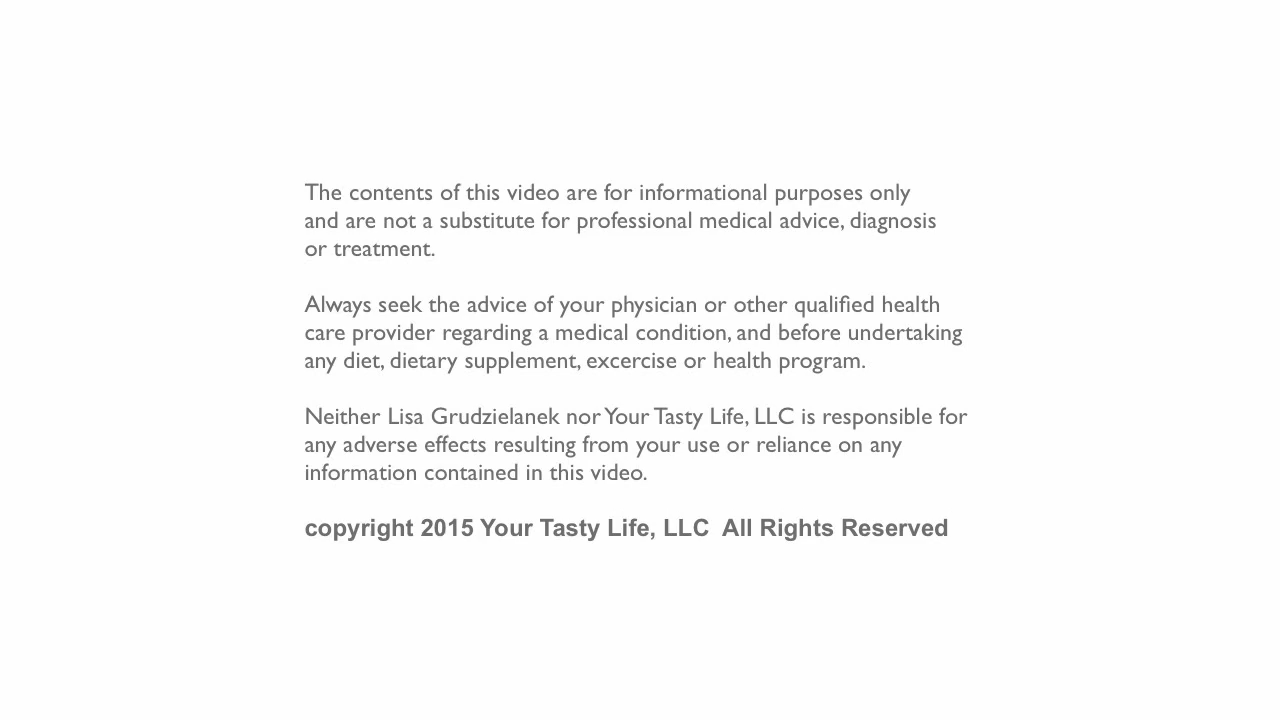 The contents of this video are for informational purposes only
and are not a substitute for professional medical advice, diagnosis
or treatment.
Always seek the advice of your physician or other qualified health
care provider regarding a medical condition, and before undertaking
any diet, dietary supplement, excercise or health program.
Neither Lisa Grudzielanek nor Your Tasty Life, LLC is responsible for
any adverse effects resulting from your use or reliance on any
information contained in this video.
copyright 2015 Your Tasty Life, LLC  All Rights Reserved